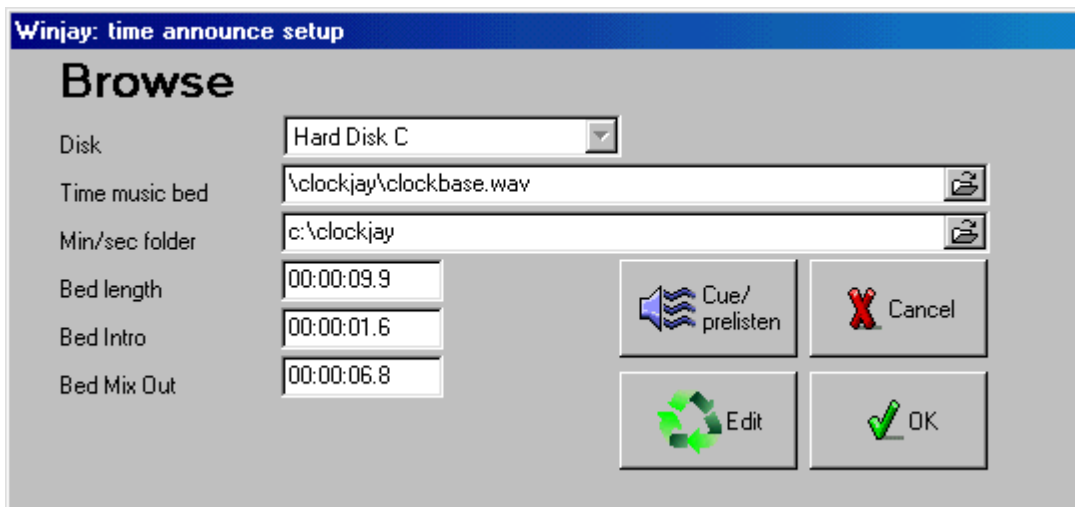 Winjay: time announce setup
Browse
Disk
Hard Disk C
Time music bed
\clockjay\clockbase.wav
Min/sec folder
c:\clockjay
Bed length
00:00:09.9
Bed Intro
00:00:01.6
Bed Mix Out
00:00:06.8
Cue/
prelisten
Cancel
Edit
OK